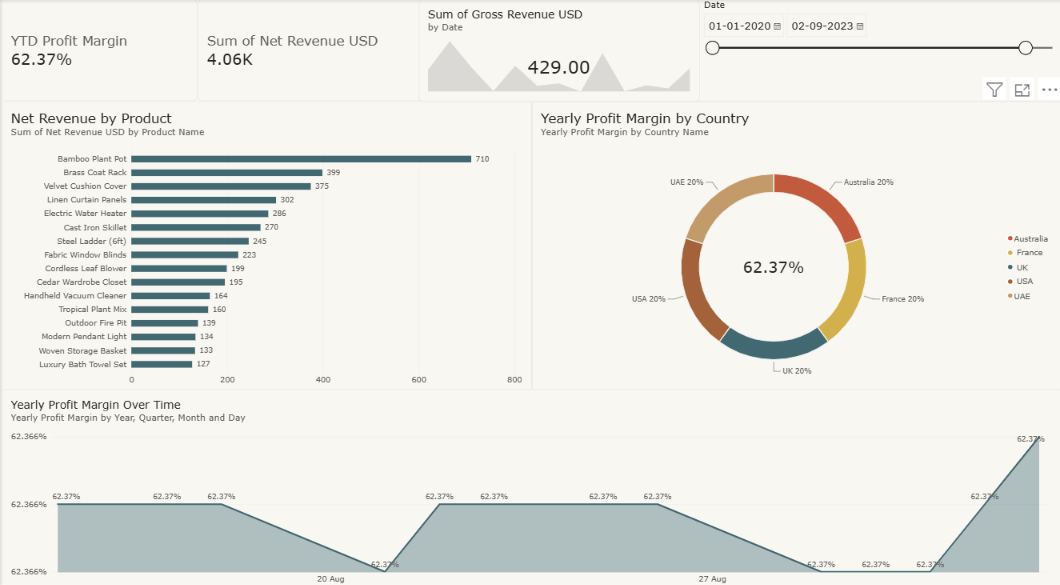 YTD Profit Margin
62.37%
Sum of Net Revenue USD
4.06K
Sum of Gross Revenue USD
by Date
429.00
Date
01-01-2020
02-09-2023
Net Revenue by Product
Sum of Net Revenue USD by Product Name
Bamboo Plant Pot 710
Brass Coat Rack 399
Velvet Cushion Cover 375
Linen Curtain Panels 302
Electric Water Heater 286
Cast Iron Skillet 270
Steel Ladder (6ft) 245
Fabric Window Blinds 223
Cordless Leaf Blower 199
Cedar Wardrobe Closet 195
Handheld Vacuum Cleaner 164
Tropical Plant Mix 160
Outdoor Fire Pit 139
Modern Pendant Light 134
Woven Storage Basket 133
Luxury Bath Towel Set 127
0 200 400 600 800
Yearly Profit Margin by Country
Yearly Profit Margin by Country Name
UAE 20%
Australia 20%
62.37%
USA 20%
France 20%
UK 20%
Australia
France
UK
USA
UAE
Yearly Profit Margin Over Time
Yearly Profit Margin by Year, Quarter, Month and Day
62.366%
62.37%
62.366%
62.37% 62.37% 62.37% 62.37% 62.37% 62.37% 62.37% 62.37%
62.37% 62.37% 62.37% 62.37%
62.366%
20 Aug 27 Aug